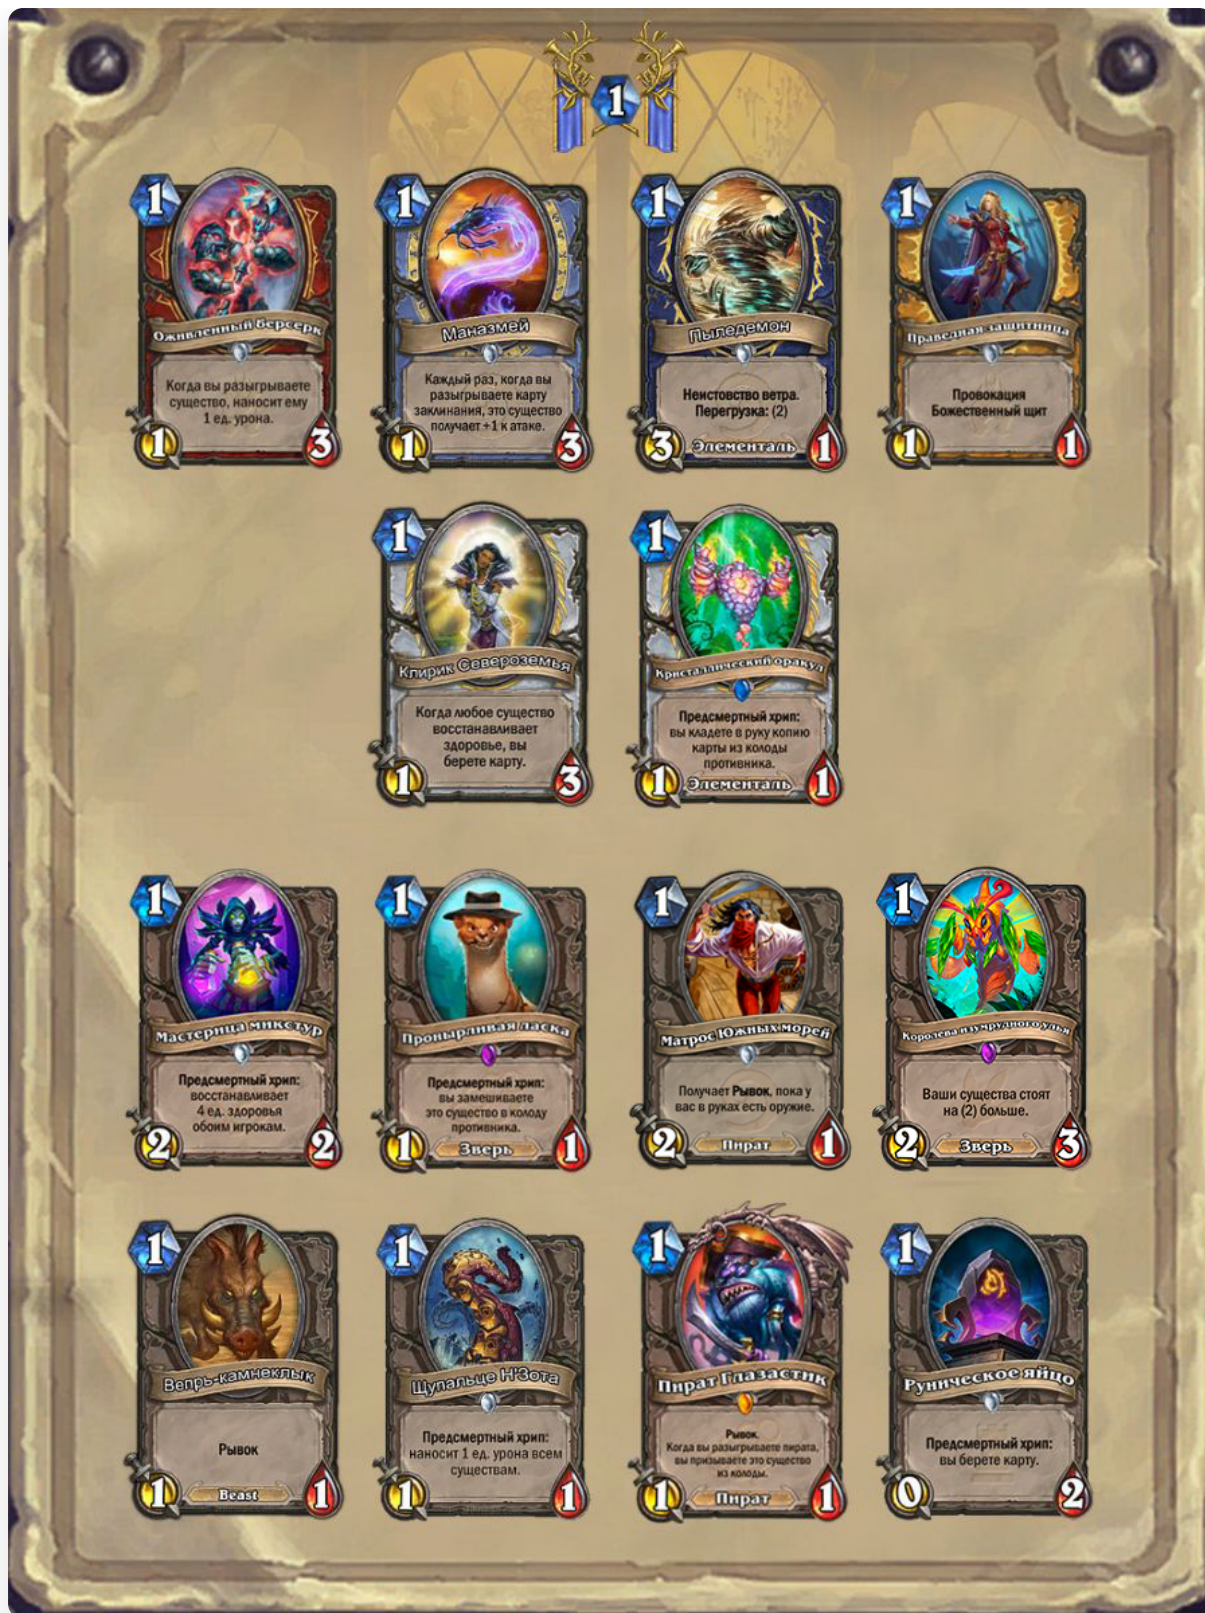 1
1
Оживленный берсерк
Когда вы разыгрываете
существо, наносит ему
1 ед. урона.
1
3
1
Маназмей
Каждый раз, когда вы
разыгрываете карту
заклинания, это существо
получает +1 к атаке.
1
3
1
Пыледемон
Неистовство ветра.
Перегрузка: (2)
3
Элементаль
1
1
Праведная защитница
Провокация
Божественный щит
1
1
1
Клирик Североземья
Когда любое существо
восстанавливает
здоровье, вы
берете карту.
1
3
1
Кристаллический оракул
Предсмертный хрип:
вы кладете в руку копию
карты из колоды
противника.
1
Элементаль
1
1
Мастерица микстур
Предсмертный хрип:
восстанавливает
4 ед. здоровья
обоим игрокам.
2
2
1
Пронырливая ласка
Предсмертный хрип:
вы замешиваете
это существо в колоду
противника.
1
Зверь
1
1
Матрос Южных морей
Получает Рывок, пока у
вас в руках есть оружие.
2
Пират
1
1
Королева изумрудного улья
Ваши существа стоят
на (2) больше.
2
Зверь
3
1
Вепрь-камнеклык
Рывок
1
Beast
1
1
Щупальце Н'Зота
Предсмертный хрип:
наносит 1 ед. урона всем
существам.
1
1
1
Пират Глазастик
Рывок.
Когда вы разыгрываете пирата,
вы призываете это существо
из колоды.
1
Пират
1
1
Руническое яйцо
Предсмертный хрип:
вы берете карту.
0
2